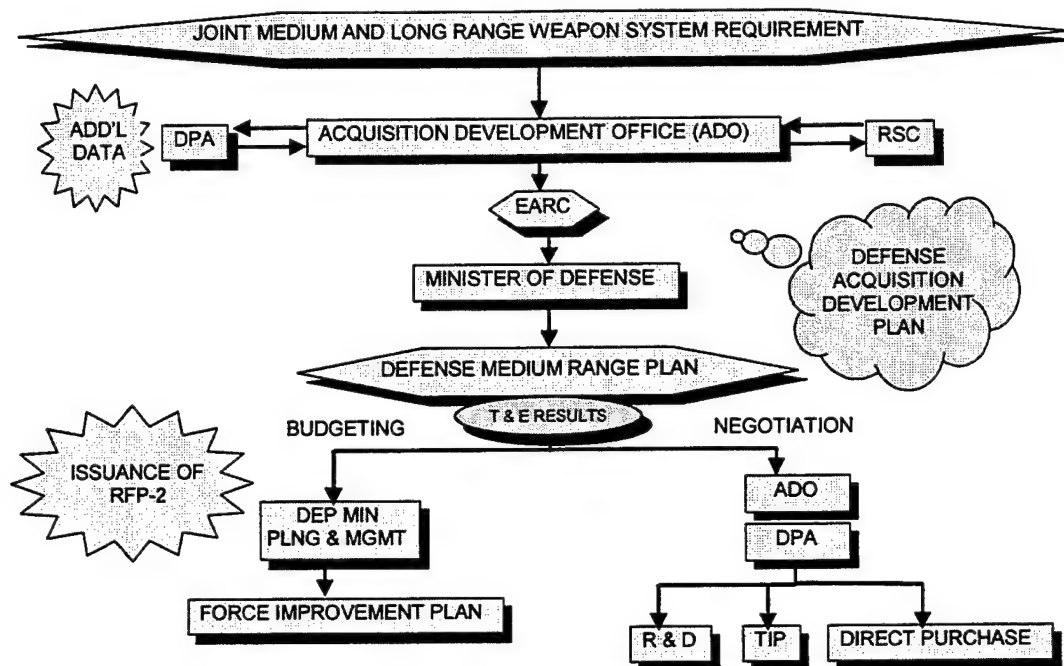 JOINT MEDIUM AND LONG RANGE WEAPON SYSTEM REQUIREMENT
ADD'L
DATA
DPA
ACQUISITION DEVELOPMENT OFFICE (ADO)
RSC
EARC
MINISTER OF DEFENSE
DEFENSE
ACQUISITION
DEVELOPMENT
PLAN
DEFENSE MEDIUM RANGE PLAN
T & E RESULTS
BUDGETING
NEGOTIATION
ISSUANCE OF
RFP-2
DEP MIN
PLNG & MGMT
ADO
DPA
FORCE IMPROVEMENT PLAN
R & D
TIP
DIRECT PURCHASE